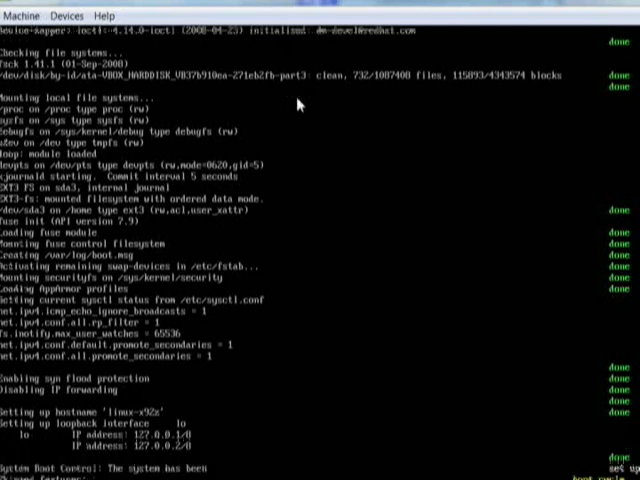 Machine Devices Help
device-mapper: ioctl: 4.14.0-ioctl (2008-04-23) initialised: dm-devel@redhat.com
done
Checking file systems...
fsck 1.41.1 (01-Sep-2008)
/dev/disk/by-id/ata-VBOX_HARDDISK_VB37b910ea-271eb2fb-part3: clean, 732/1087400 files, 115893/4343574 blocks
done
done
Mounting local file systems...
proc on /proc type proc (rw)
sysfs on /sys type sysfs (rw)
debugfs on /sys/kernel/debug type debugfs (rw)
udev on /dev type tmpfs (rw)
loop: module loaded
devpts on /dev/pts type devpts (rw,mode=0620,gid=5)
kjournald starting. Commit interval 5 seconds
EXT3 FS on sda3, internal journal
EXT3-fs: mounted filesystem with ordered data mode.
/dev/sda3 on /home type ext3 (rw,acl,user_xattr) done
fuse init (API version 7.9)
Loading fuse module done
Mounting fuse control filesystem done
Creating /var/log/boot.msg done
Activating remaining swap-devices in /etc/fstab... done
Mounting securityfs on /sys/kernel/security done
Loading AppArmor profiles done
Setting current sysctl status from /etc/sysctl.conf
net.ipv4.icmp_echo_ignore_broadcasts = 1
net.ipv4.conf.all.rp_filter = 1
fs.inotify.max_user_watches = 65536
net.ipv4.conf.default.promote_secondaries = 1
net.ipv4.conf.all.promote_secondaries = 1
done
Enabling syn flood protection done
Disabling IP forwarding done
done
Setting up hostname 'linux-x92z' done
Setting up loopback interface lo
lo IP address: 127.0.0.1/8
IP address: 127.0.0.2/8
done
System Boot Control: The system has been set up
Skipped features: boot.cycle